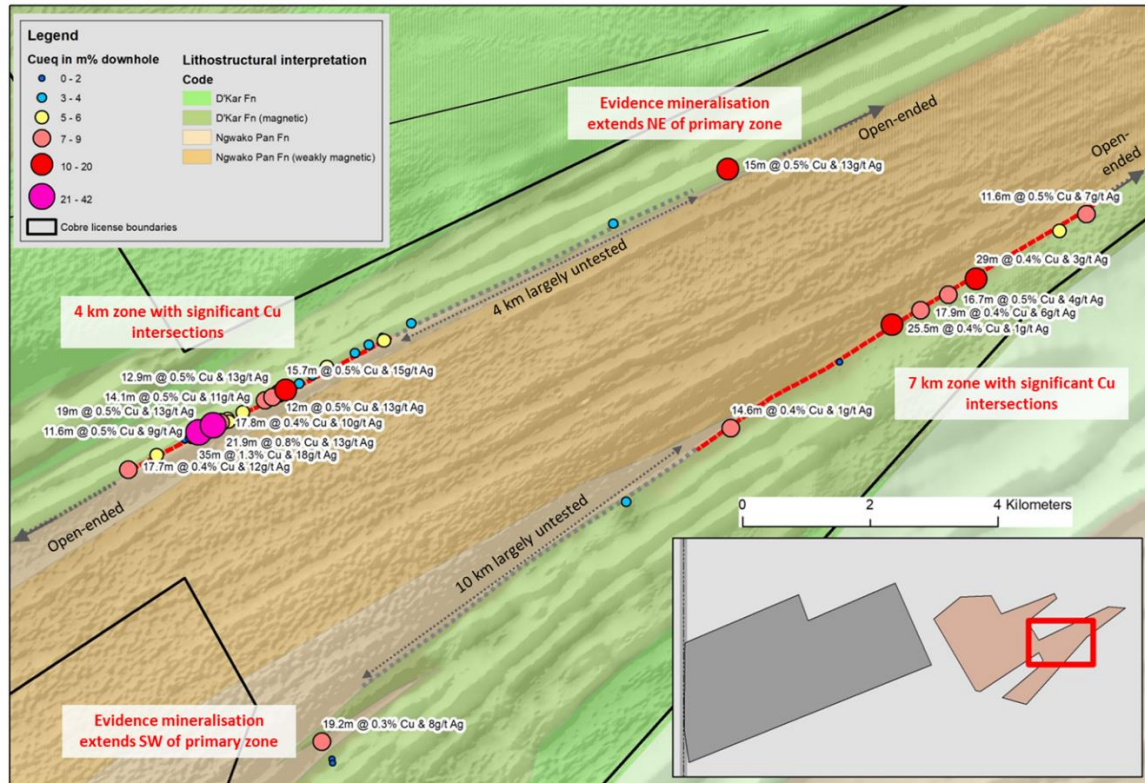 Legend
Cueq in m% downhole
0 - 2
3 - 4
5 - 6
7 - 9
10 - 20
21 - 42
Cobre license boundaries
Lithostructural interpretation
Code
D'Kar Fn
D'Kar Fn (magnetic)
Ngwako Pan Fn
Ngwako Pan Fn (weakly magnetic)
Evidence mineralisation
extends NE of primary zone
Open-ended
Open-
ended
15m @ 0.5% Cu & 13g/t Ag
11.6m @ 0.5% Cu & 7g/t Ag
4 km largely untested
29m @ 0.4% Cu & 3g/t Ag
16.7m @ 0.5% Cu & 4g/t Ag
17.9m @ 0.4% Cu & 6g/t Ag
25.5m @ 0.4% Cu & 1g/t Ag
4 km zone with significant Cu
intersections
7 km zone with significant Cu
intersections
12.9m @ 0.5% Cu & 13g/t Ag
15.7m @ 0.5% Cu & 15g/t Ag
14.1m @ 0.5% Cu & 11g/t Ag
19m @ 0.5% Cu & 13g/t Ag
12m @ 0.5% Cu & 13g/t Ag
11.6m @ 0.5% Cu & 9g/t Ag
17.8m @ 0.4% Cu & 10g/t Ag
21.9m @ 0.8% Cu & 13g/t Ag
35m @ 1.3% Cu & 18g/t Ag
17.7m @ 0.4% Cu & 12g/t Ag
14.6m @ 0.4% Cu & 1g/t Ag
Open-ended
10 km largely untested
0 2 4 Kilometers
Evidence mineralisation
extends SW of primary zone
19.2m @ 0.3% Cu & 8g/t Ag